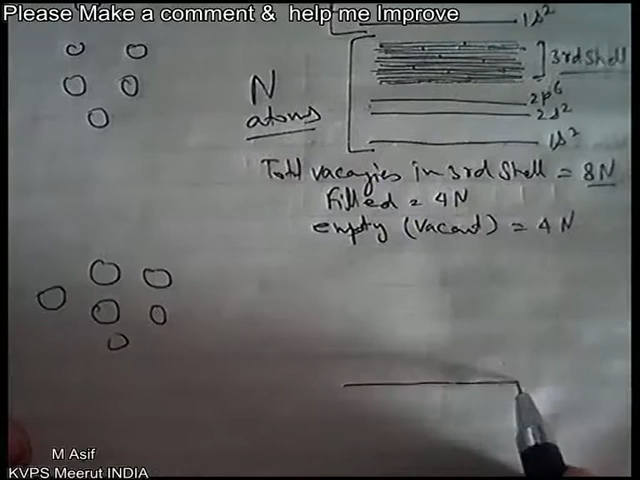 Please Make a comment & help me Improve
1s²
3rd Shell
N
atoms
2p6
2s²
1s²
Totl vacancies in 3rd Shell = 8N
filled = 4N
empty (vacant) = 4N
M Asif
KVPS Meerut INDIA